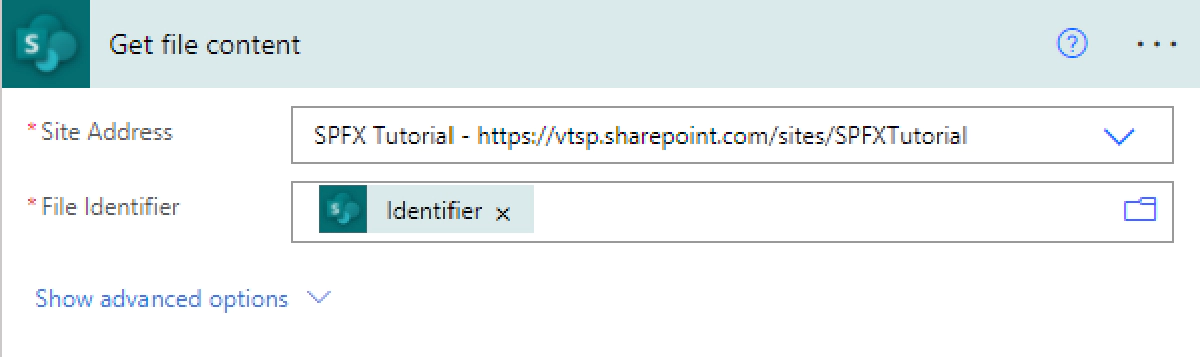 S Get file content ? ...
* Site Address SPFX Tutorial - https://vtsp.sharepoint.com/sites/SPFXTutorial
* File Identifier S Identifier ×
Show advanced options